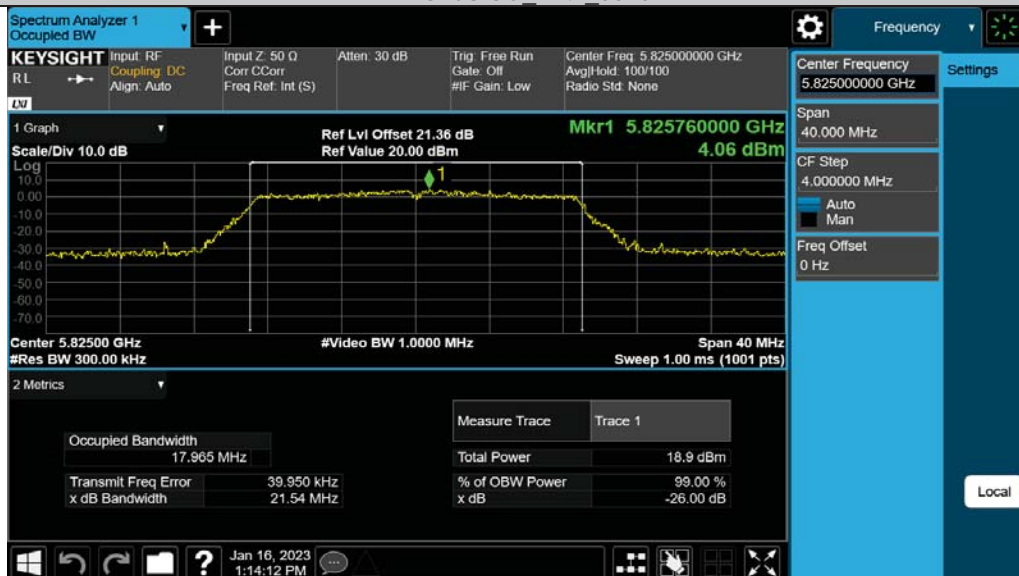 Spectrum Analyzer 1
Occupied BW
+
Frequency
KEYSIGHT Input: RF Input Z: 50 Ω Atten: 30 dB Trig: Free Run Center Freq: 5.825000000 GHz
RL Coupling: DC Corr CCorr Gate: Off Avg|Hold: 100/100
Align: Auto Freq Ref: Int (S) #IF Gain: Low Radio Std: None
LXI
Center Frequency
5.825000000 GHz
Settings
Span
40.000 MHz
CF Step
4.000000 MHz
Auto
Man
Freq Offset
0 Hz
Local
1 Graph
Ref Lvl Offset 21.36 dB
Mkr1 5.825760000 GHz
Scale/Div 10.0 dB
Ref Value 20.00 dBm
4.06 dBm
Log
10.0
0.00
-10.0
-20.0
-30.0
-40.0
-50.0
-60.0
-70.0
1
Center 5.82500 GHz #Video BW 1.0000 MHz Span 40 MHz
#Res BW 300.00 kHz Sweep 1.00 ms (1001 pts)
2 Metrics
Measure Trace Trace 1
Occupied Bandwidth
17.965 MHz
Total Power 18.9 dBm
Transmit Freq Error 39.950 kHz
% of OBW Power 99.00 %
x dB Bandwidth 21.54 MHz
x dB -26.00 dB
?
Jan 16, 2023
1:14:12 PM